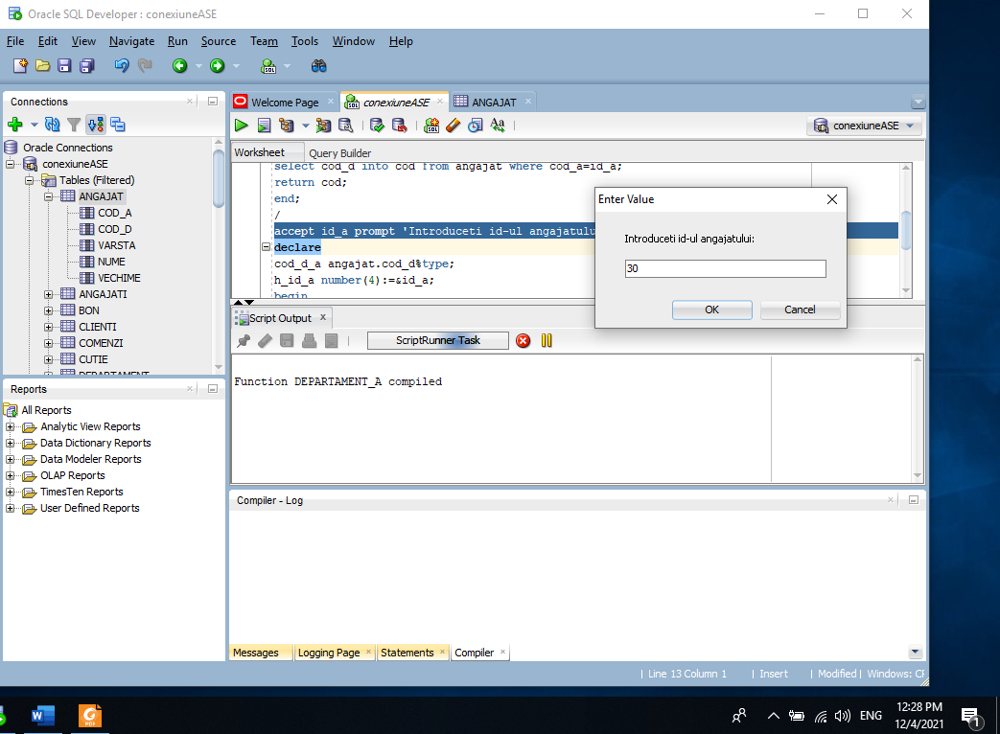 Oracle SQL Developer : conexiuneASE
File Edit View Navigate Run Source Team Tools Window Help
Connections
Oracle Connections
conexiuneASE
Tables (Filtered)
ANGAJAT
COD_A
COD_D
VARSTA
NUME
VECHIME
ANGAJATI
BON
CLIENTI
COMENZI
CUTIE
DEPARTAMENT
Reports
All Reports
Analytic View Reports
Data Dictionary Reports
Data Modeler Reports
OLAP Reports
TimesTen Reports
User Defined Reports
Welcome Page conexiuneASE ANGAJAT
conexiuneASE
Worksheet Query Builder
select cod_d into cod from angajat where cod_a=id_a;
return cod;
end;
/
accept id_a prompt 'Introduceti id-ul angajatulu
declare
cod_d_a angajat.cod_d%type;
h_id_a number(4):=&id_a;
begin
Enter Value
Introduceti id-ul angajatului:
30
OK Cancel
Script Output
ScriptRunner Task
Function DEPARTAMENT_A compiled
Compiler - Log
Messages Logging Page Statements Compiler
Line 13 Column 1 | Insert | Modified | Windows: CF
ENG 12:28 PM
12/4/2021
1